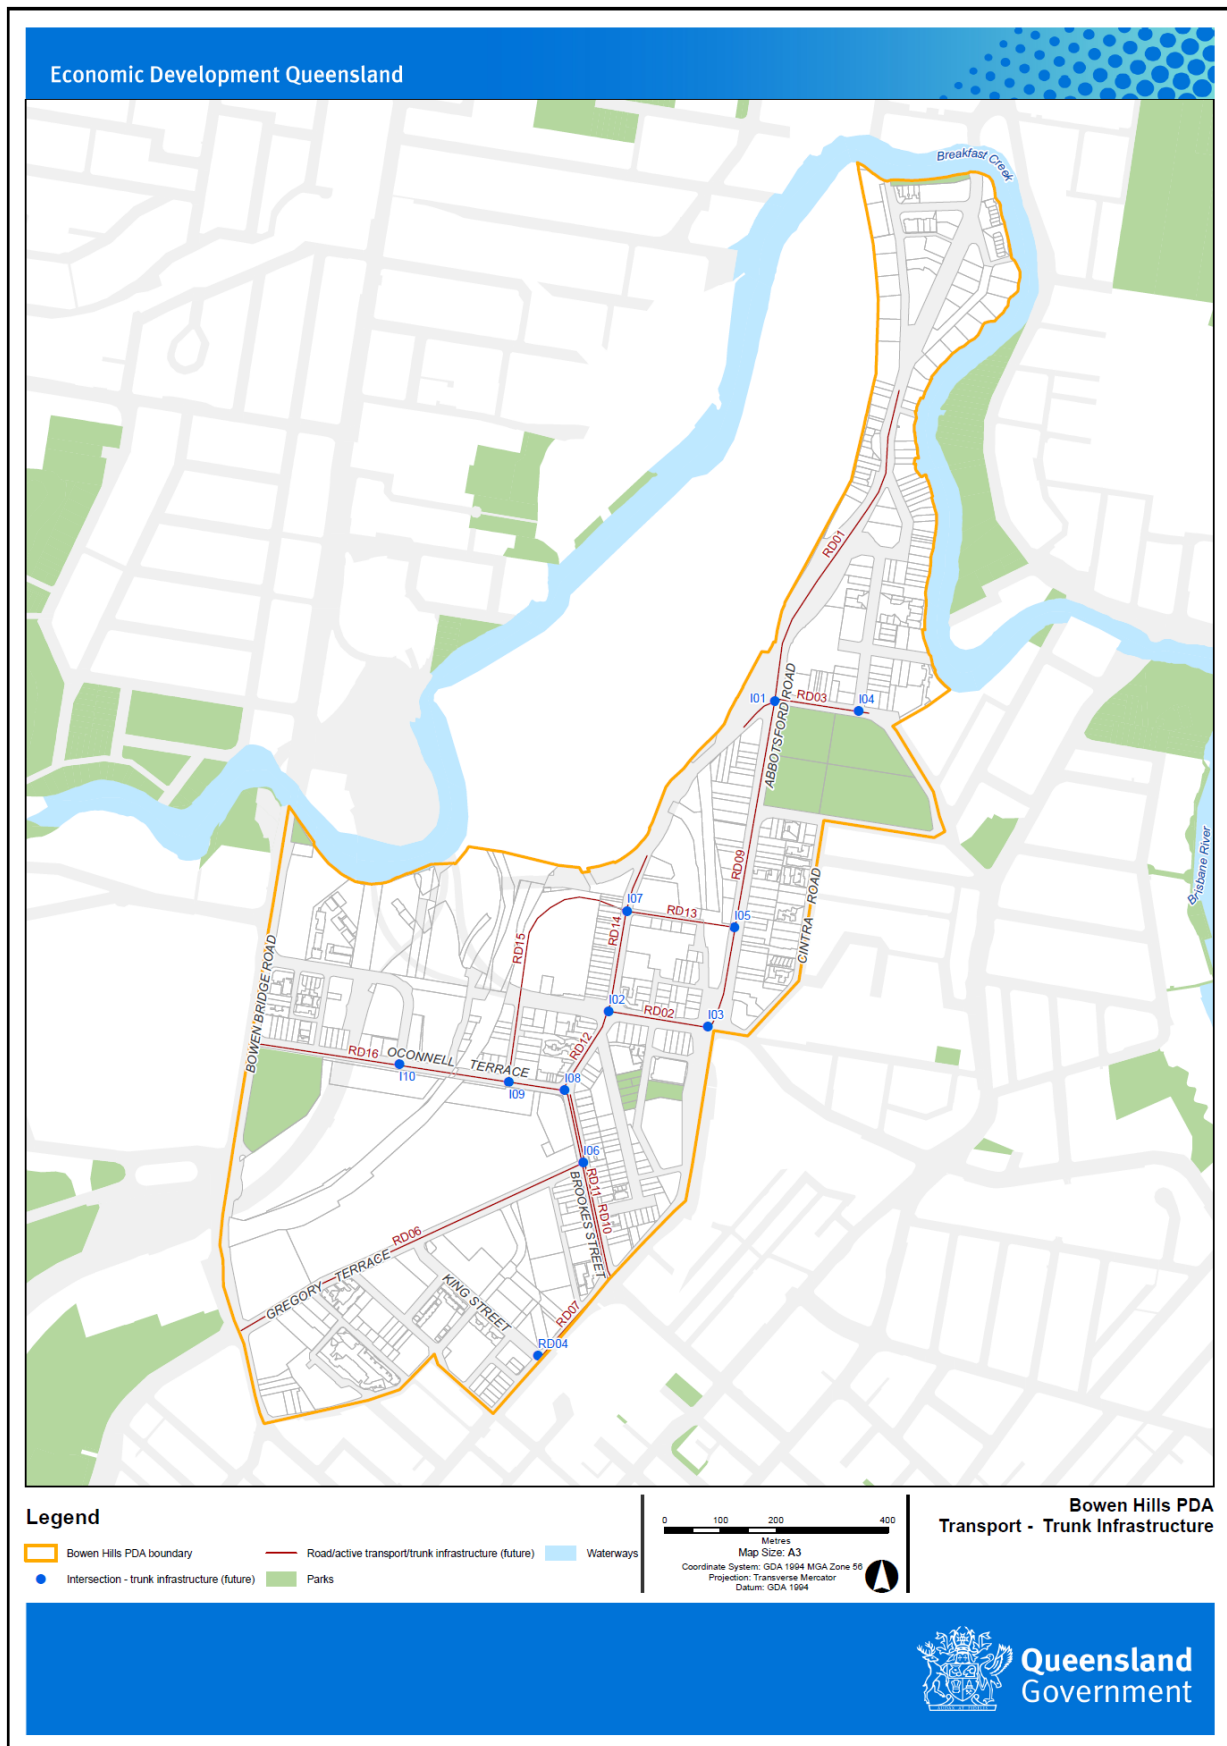 Economic Development Queensland
Breakfast Creek
RD01
I01
RD03
I04
ABBOTSFORD ROAD
Brisbane River
RD09
CINTRA ROAD
I07
RD13
I05
RD14
RD15
BOWEN BRIDGE ROAD
I02
RD02
I03
RD12
RD16
OCONNELL TERRACE
I10
I09
I08
I06
RD11
RD10
BROOKES STREET
RD06
GREGORY TERRACE
KING STREET
RD07
RD04
Legend
Bowen Hills PDA boundary
Road/active transport/trunk infrastructure (future)
Waterways
Intersection - trunk infrastructure (future)
Parks
0 100 200 400
Metres
Map Size: A3
Coordinate System: GDA 1994 MGA Zone 56
Projection: Transverse Mercator
Datum: GDA 1994
Bowen Hills PDA
Transport - Trunk Infrastructure
Queensland
Government